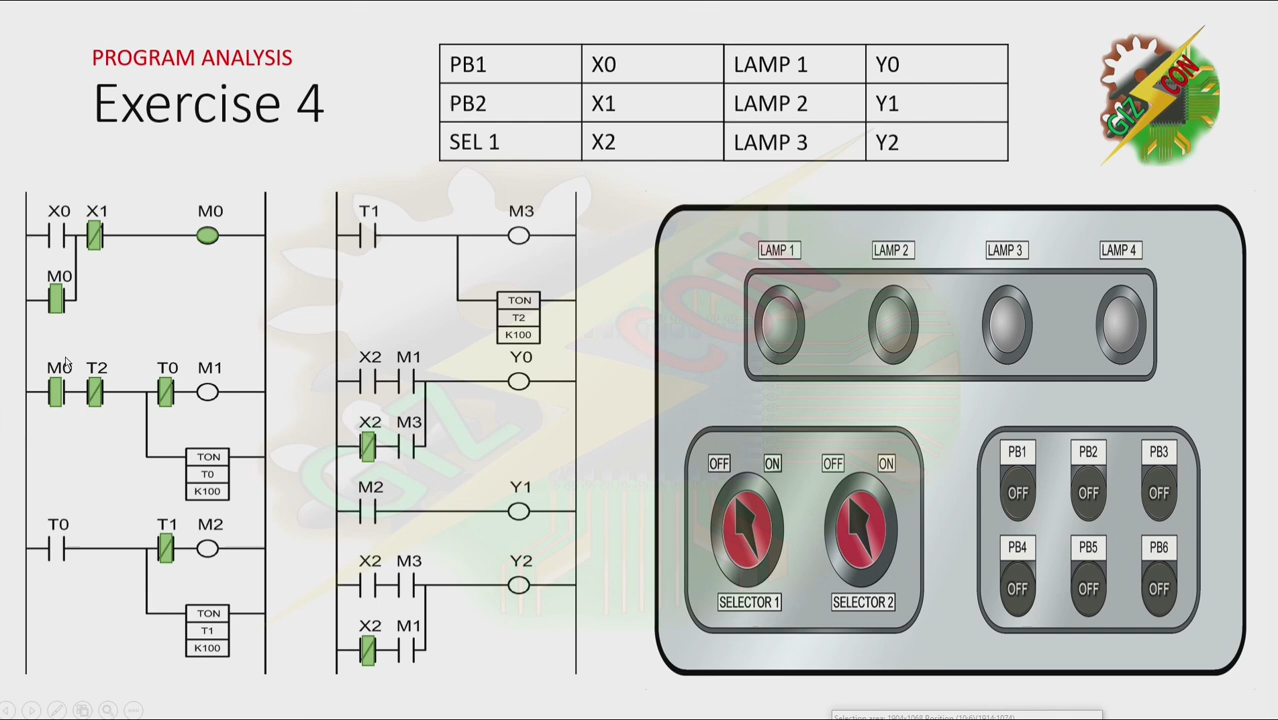 PROGRAM ANALYSIS
Exercise 4
PB1 X0 LAMP 1 Y0
PB2 X1 LAMP 2 Y1
SEL 1 X2 LAMP 3 Y2
GIZ CON
X0 X1 M0
M0
M0 T2 T0 M1
TON
T0
K100
T0 T1 M2
TON
T1
K100
T1 M3
TON
T2
K100
X2 M1 Y0
X2 M3
M2 Y1
X2 M3 Y2
X2 M1
GIZ CON
LAMP 1 LAMP 2 LAMP 3 LAMP 4
OFF ON OFF ON
SELECTOR 1 SELECTOR 2
PB1 PB2 PB3
OFF OFF OFF
PB4 PB5 PB6
OFF OFF OFF